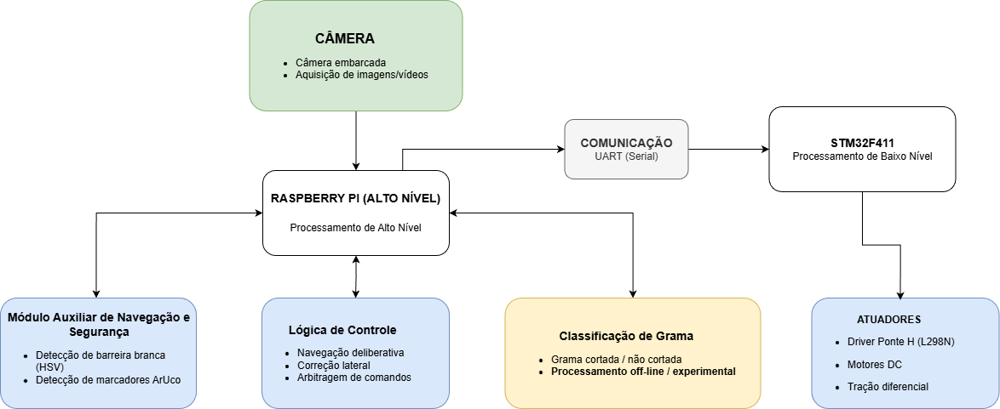 CÂMERA
Câmera embarcada
Aquisição de imagens/vídeos
COMUNICAÇÃO
UART (Serial)
STM32F411
Processamento de Baixo Nível
RASPBERRY PI (ALTO NÍVEL)
Processamento de Alto Nível
Módulo Auxiliar de Navegação e
Segurança
Detecção de barreira branca
(HSV)
Detecção de marcadores ArUco
Lógica de Controle
Navegação deliberativa
Correção lateral
Arbitragem de comandos
Classificação de Grama
Grama cortada / não cortada
Processamento off-line / experimental
ATUADORES
Driver Ponte H (L298N)
Motores DC
Tração diferencial